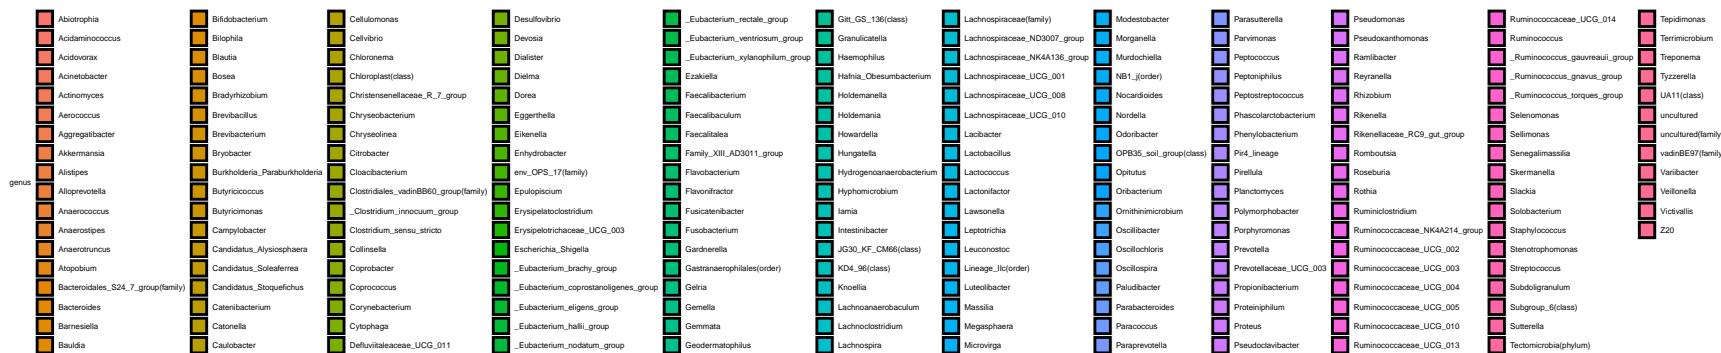 genus
Abiotrophia
Acidaminococcus
Acidovorax
Acinetobacter
Actinomyces
Aerococcus
Aggregatibacter
Akkermansia
Alistipes
Alloprevotella
Anaerococcus
Anaerostipes
Anaerotruncus
Atopobium
Bacteroidales_S24_7_group(family)
Bacteroides
Barnesiella
Bauldia
Bifidobacterium
Bilophila
Blautia
Bosea
Bradyrhizobium
Brevibacillus
Brevibacterium
Bryobacter
Burkholderia_Paraburkholderia
Butyricicoccus
Butyricimonas
Campylobacter
Candidatus_Alysiosphaera
Candidatus_Soleaferrea
Candidatus_Stoquefichus
Catenibacterium
Catonella
Caulobacter
Cellulomonas
Cellvibrio
Chloronema
Chloroplast(class)
Christensenellaceae_R_7_group
Chryseobacterium
Chryseolinea
Citrobacter
Cloacibacterium
Clostridiales_vadinBB60_group(family)
_Clostridium_innocuum_group
Clostridium_sensu_stricto
Collinsella
Coprobacter
Coprococcus
Corynebacterium
Cytophaga
Defluviitaleaceae_UCG_011
Desulfovibrio
Devosia
Dialister
Dielma
Dorea
Eggerthella
Eikenella
Enhydrobacter
env_OPS_17(family)
Epulopiscium
Erysipelatoclostridium
Erysipelotrichaceae_UCG_003
Escherichia_Shigella
_Eubacterium_brachy_group
_Eubacterium_coprostanoligenes_group
_Eubacterium_eligens_group
_Eubacterium_hallii_group
_Eubacterium_nodatum_group
_Eubacterium_rectale_group
_Eubacterium_ventriosum_group
_Eubacterium_xylanophilum_group
Ezakiella
Faecalibacterium
Faecalibaculum
Faecalitalea
Family_XIII_AD3011_group
Flavobacterium
Flavonifractor
Fusicatenibacter
Fusobacterium
Gardnerella
Gastranaerophilales(order)
Gelria
Gemella
Gemmata
Geodermatophilus
Gitt_GS_136(class)
Granulicatella
Haemophilus
Hafnia_Obesumbacterium
Holdemanella
Holdemania
Howardella
Hungatella
Hydrogenoanaerobacterium
Hyphomicrobium
Iamia
Intestinibacter
JG30_KF_CM66(class)
KD4_96(class)
Knoellia
Lachnoanaerobaculum
Lachnoclostridium
Lachnospira
Lachnospiraceae(family)
Lachnospiraceae_ND3007_group
Lachnospiraceae_NK4A136_group
Lachnospiraceae_UCG_001
Lachnospiraceae_UCG_008
Lachnospiraceae_UCG_010
Lacibacter
Lactobacillus
Lactococcus
Lactonifactor
Lawsonella
Leptotrichia
Leuconostoc
Lineage_IIc(order)
Luteolibacter
Massilia
Megasphaera
Microvirga
Modestobacter
Morganella
Murdochiella
NB1_j(order)
Nocardioides
Nordella
Odoribacter
OPB35_soil_group(class)
Opitutus
Oribacterium
Ornithinimicrobium
Oscillibacter
Oscillochloris
Oscillospira
Paludibacter
Parabacteroides
Paracoccus
Paraprevotella
Parasutterella
Parvimonas
Peptococcus
Peptoniphilus
Peptostreptococcus
Phascolarctobacterium
Phenylobacterium
Pir4_lineage
Pirellula
Planctomyces
Polymorphobacter
Porphyromonas
Prevotella
Prevotellaceae_UCG_003
Propionibacterium
Proteiniphilum
Proteus
Pseudoclavibacter
Pseudomonas
Pseudoxanthomonas
Ramlibacter
Reyranella
Rhizobium
Rikenella
Rikenellaceae_RC9_gut_group
Romboutsia
Roseburia
Rothia
Ruminiclostridium
Ruminococcaceae_NK4A214_group
Ruminococcaceae_UCG_002
Ruminococcaceae_UCG_003
Ruminococcaceae_UCG_004
Ruminococcaceae_UCG_005
Ruminococcaceae_UCG_010
Ruminococcaceae_UCG_013
Ruminococcaceae_UCG_014
Ruminococcus
_Ruminococcus_gauvreauii_group
_Ruminococcus_gnavus_group
_Ruminococcus_torques_group
Selenomonas
Sellimonas
Senegalimassilia
Skermanella
Slackia
Solobacterium
Staphylococcus
Stenotrophomonas
Streptococcus
Subdoligranulum
Subgroup_6(class)
Sutterella
Tectomicrobia(phylum)
Tepidimonas
Terrimicrobium
Treponema
Tyzzerella
UA11(class)
uncultured
uncultured(family
vadinBE97(family
Variibacter
Veillonella
Victivallis
Z20